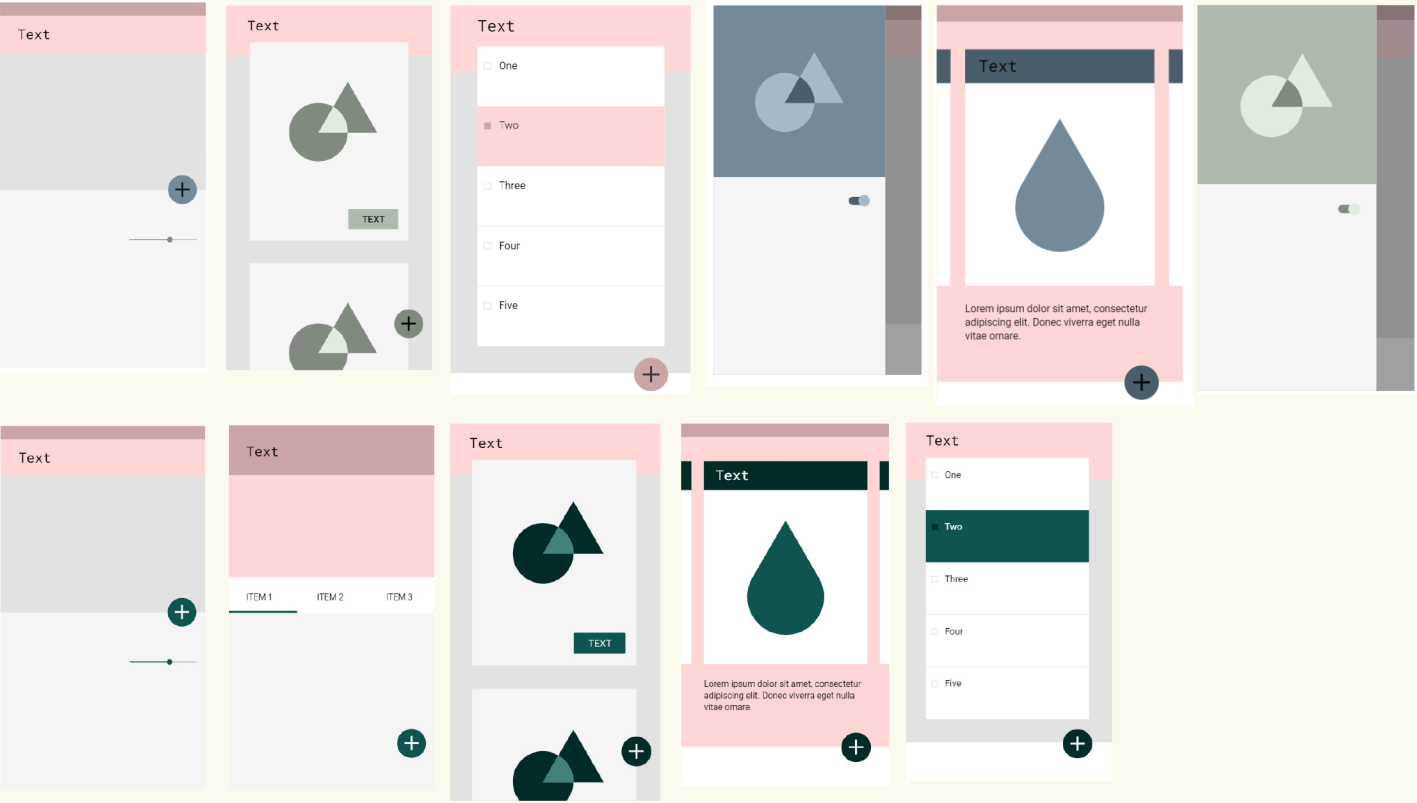 Text
Text
TEXT
Text
One
Two
Three
Four
Five
Text
Lorem ipsum dolor sit amet, consectetur
adipiscing elit. Donec viverra eget nulla
vitae ornare.
Text
Text
ITEM 1
ITEM 2
ITEM 3
Text
TEXT
Text
Lorem ipsum dolor sit amet, consectetur
adipiscing elit. Donec viverra eget nulla
vitae ornare.
Text
One
Two
Three
Four
Five